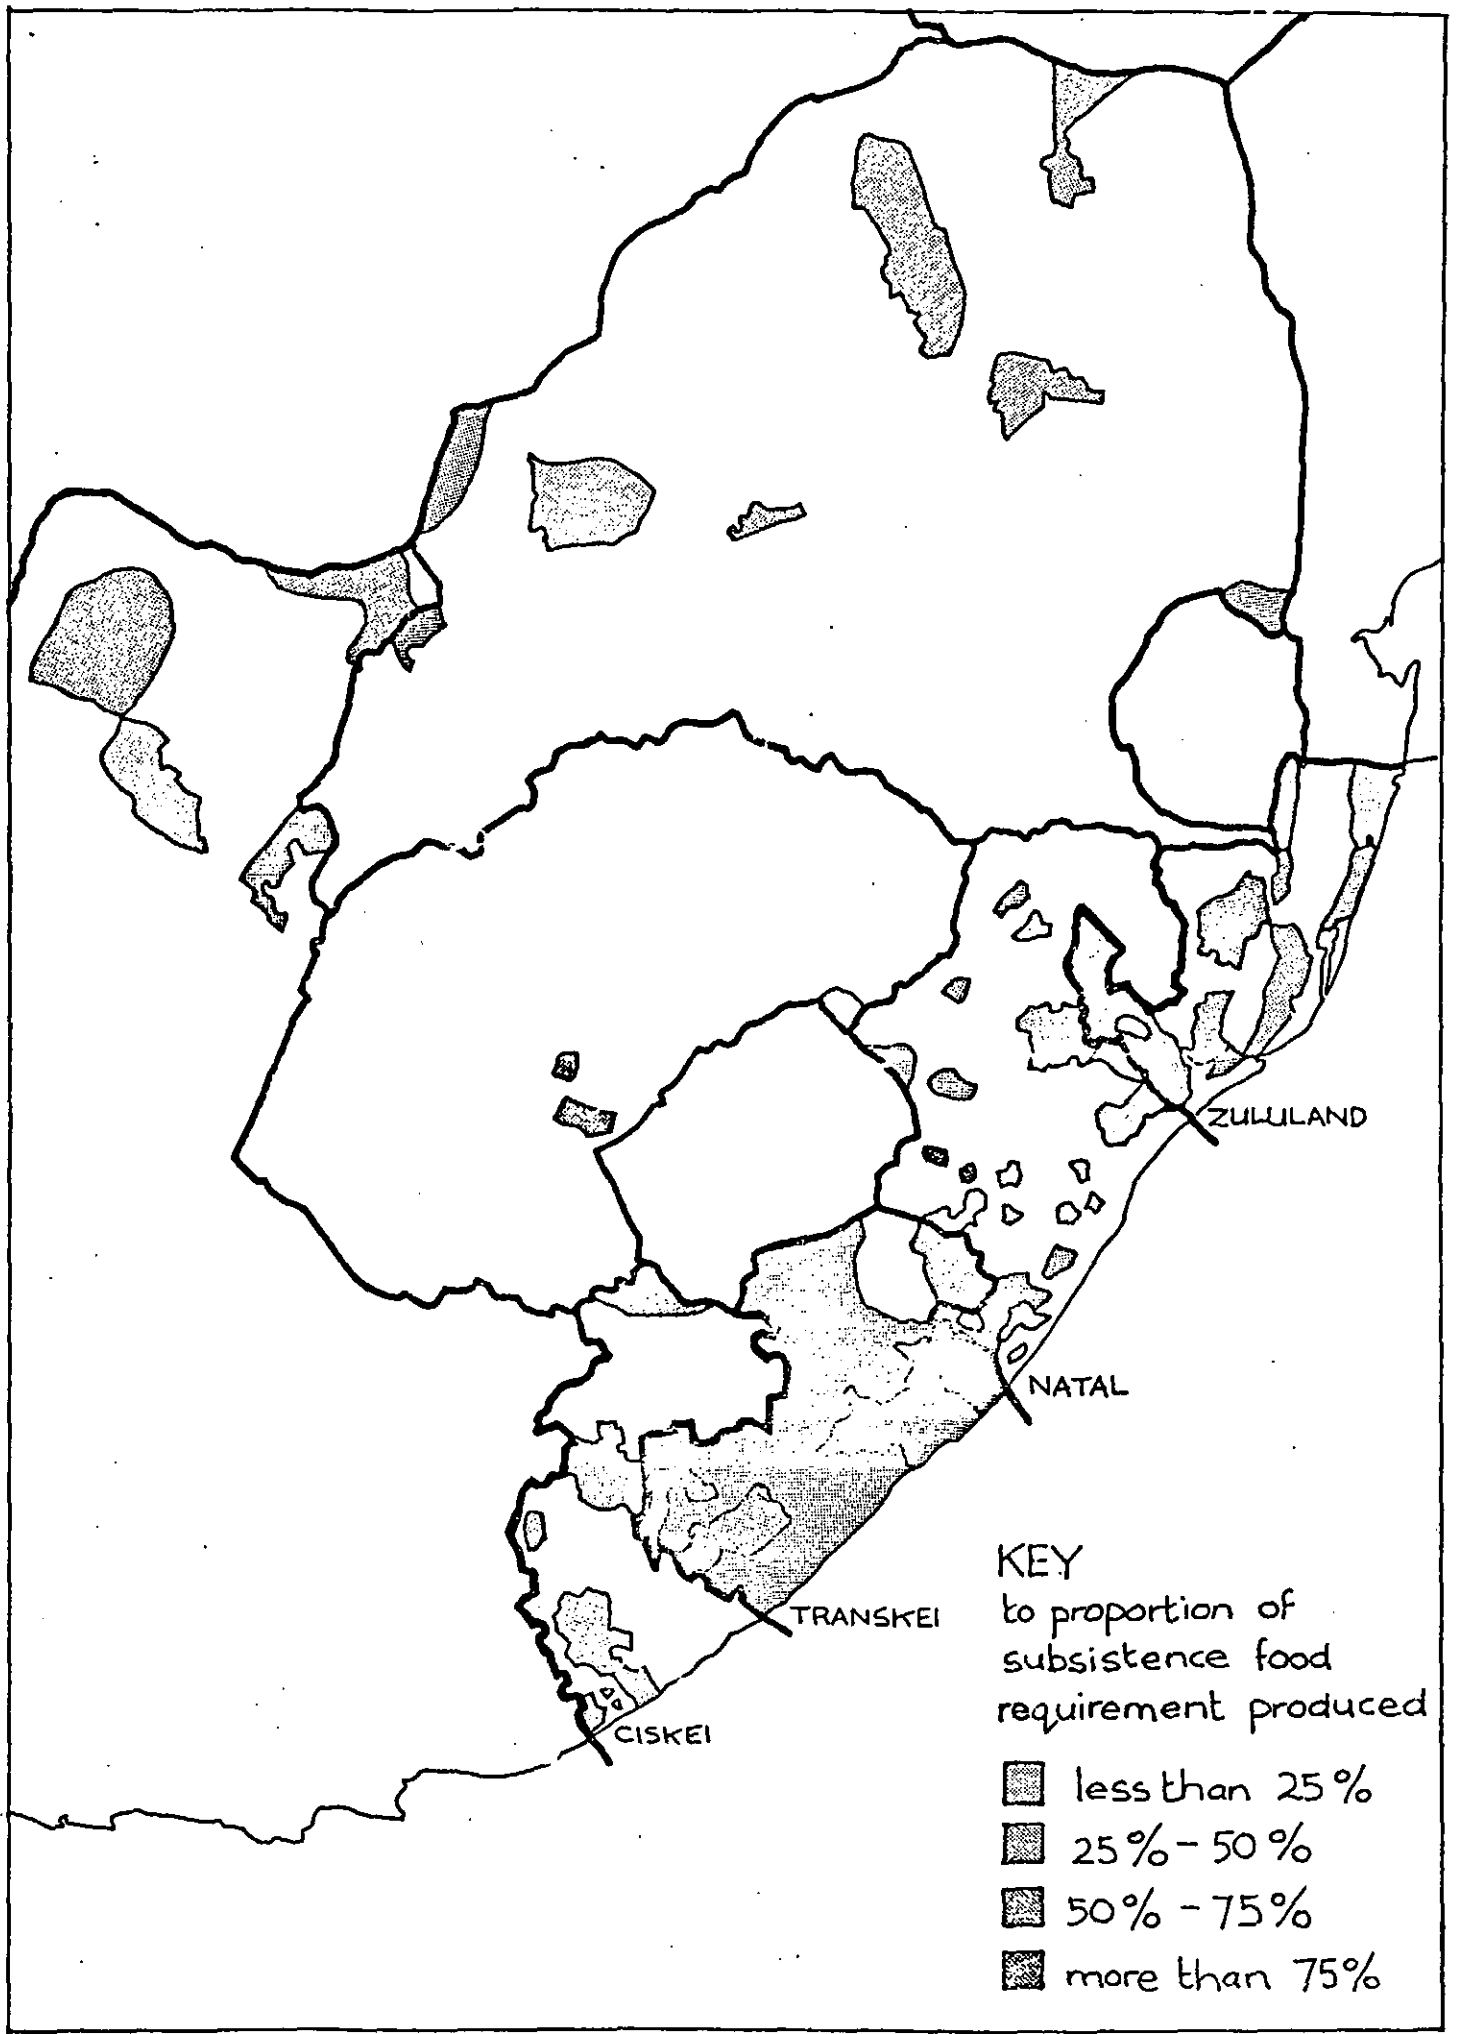 ZULULAND
NATAL
TRANSKEI
CISKEI
KEY
to proportion of
subsistence food
requirement produced
less than 25%
25% - 50%
50% - 75%
more than 75%